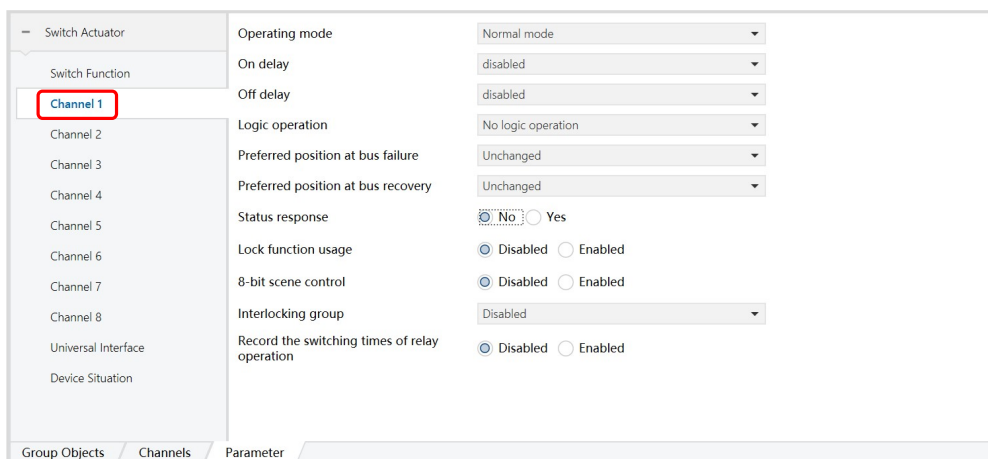 Switch Actuator
Switch Function
Channel 1
Channel 2
Channel 3
Channel 4
Channel 5
Channel 6
Channel 7
Channel 8
Universal Interface
Device Situation
Operating mode
Normal mode
On delay
disabled
Off delay
disabled
Logic operation
No logic operation
Preferred position at bus failure
Unchanged
Preferred position at bus recovery
Unchanged
Status response
No Yes
Lock function usage
Disabled Enabled
8-bit scene control
Disabled Enabled
Interlocking group
Disabled
Record the switching times of relay
operation
Disabled Enabled
Group Objects
Channels
Parameter